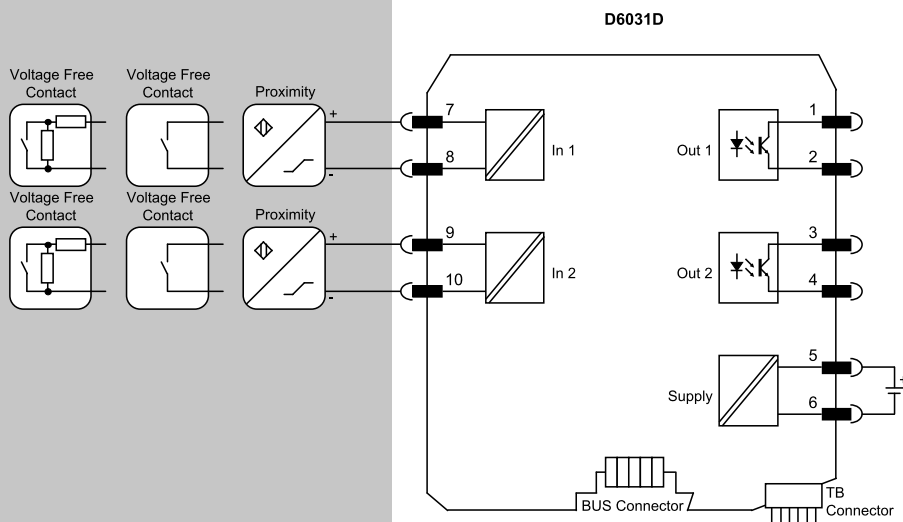 D6031D
Voltage Free
Contact
Voltage Free
Contact
Proximity
+
-
7
8
In 1
Out 1
1
2
Voltage Free
Contact
Voltage Free
Contact
Proximity
+
-
9
10
In 2
Out 2
3
4
Supply
5
6
+
BUS Connector
TB
Connector